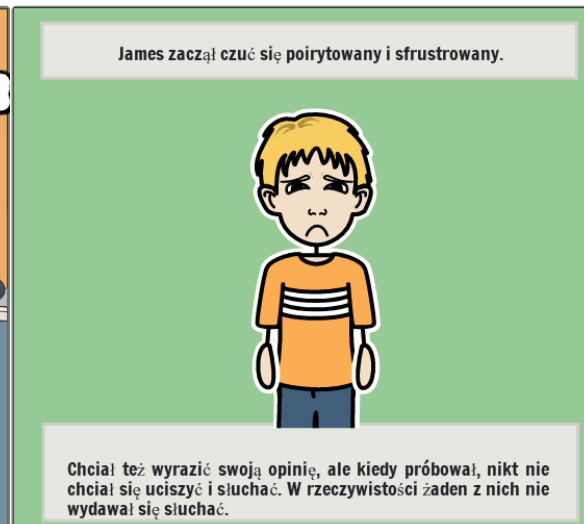 James zaczął czuć się poirytowany i sfrustrowany.
Chciał też wyrazić swoją opinię, ale kiedy próbował, nikt nie
chciał się uciszyć i słuchać. W rzeczywistości żaden z nich nie
wydawał się słuchać.